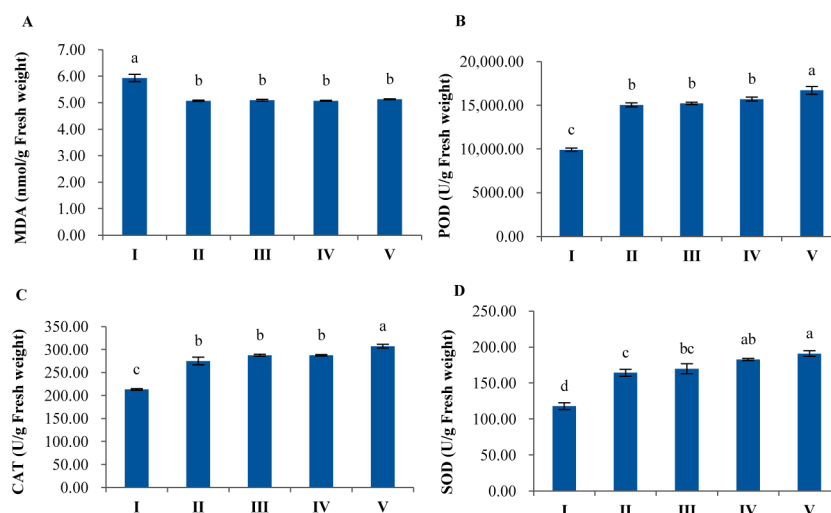 A
MDA (nmol/g Fresh weight)
7.00
6.00
5.00
4.00
3.00
2.00
1.00
0.00
a
b
b
b
b
I
II
III
IV
V
B
POD (U/g Fresh weight)
20,000.00
15,000.00
10,000.00
5000.00
0.00
c
b
b
b
a
I
II
III
IV
V
C
CAT (U/g Fresh weight)
350.00
300.00
250.00
200.00
150.00
100.00
50.00
0.00
c
b
b
b
a
I
II
III
IV
V
D
SOD (U/g Fresh weight)
250.00
200.00
150.00
100.00
50.00
0.00
d
c
bc
ab
a
I
II
III
IV
V